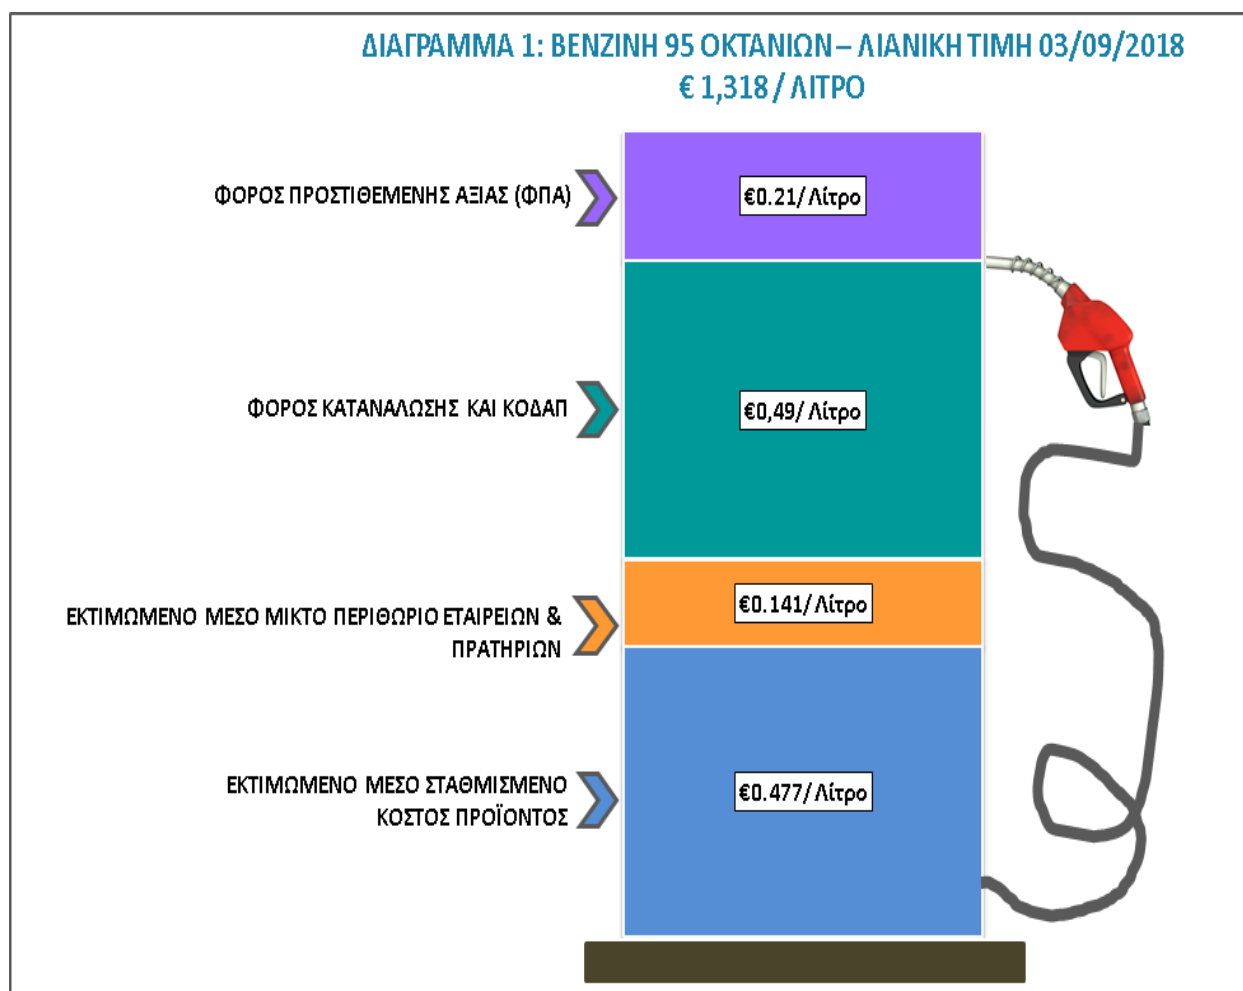 ΔΙΑΓΡΑΜΜΑ 1: ΒΕΝΖΙΝΗ 95 ΟΚΤΑΝΙΩΝ – ΛΙΑΝΙΚΗ ΤΙΜΗ 03/09/2018
€ 1,318 / ΛΙΤΡΟ
ΦΟΡΟΣ ΠΡΟΣΤΙΘΕΜΕΝΗΣ ΑΞΙΑΣ (ΦΠΑ)
€0.21/ Λίτρο
ΦΟΡΟΣ ΚΑΤΑΝΑΛΩΣΗΣ ΚΑΙ ΚΟΔΑΠ
€0,49/ Λίτρο
ΕΚΤΙΜΩΜΕΝΟ ΜΕΣΟ ΜΙΚΤΟ ΠΕΡΙΘΩΡΙΟ ΕΤΑΙΡΕΙΩΝ &
ΠΡΑΤΗΡΙΩΝ
€0.141/ Λίτρο
ΕΚΤΙΜΩΜΕΝΟ ΜΕΣΟ ΣΤΑΘΜΙΣΜΕΝΟ
ΚΟΣΤΟΣ ΠΡΟΪΟΝΤΟΣ
€0.477/ Λίτρο